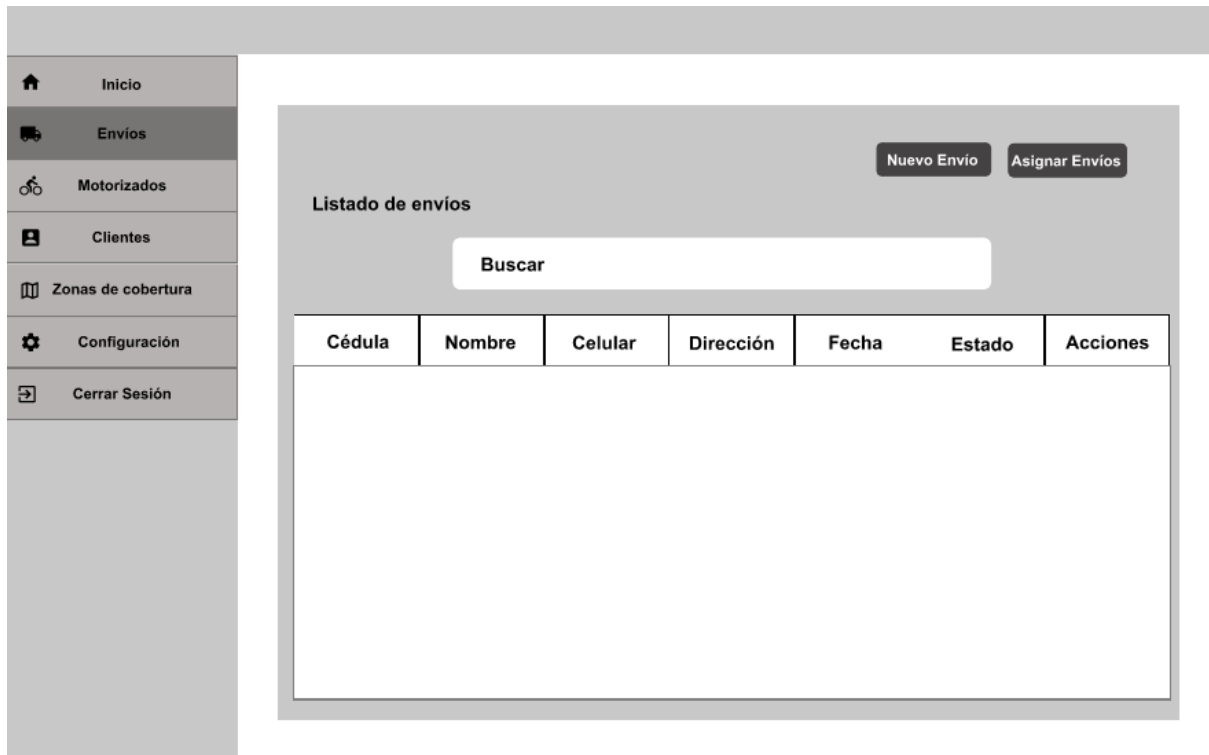 Inicio
Envíos
Motorizados
Clientes
Zonas de cobertura
Configuración
Cerrar Sesión
Nuevo Envío
Asignar Envíos
Listado de envíos
Buscar
Cédula Nombre Celular Dirección Fecha Estado Acciones